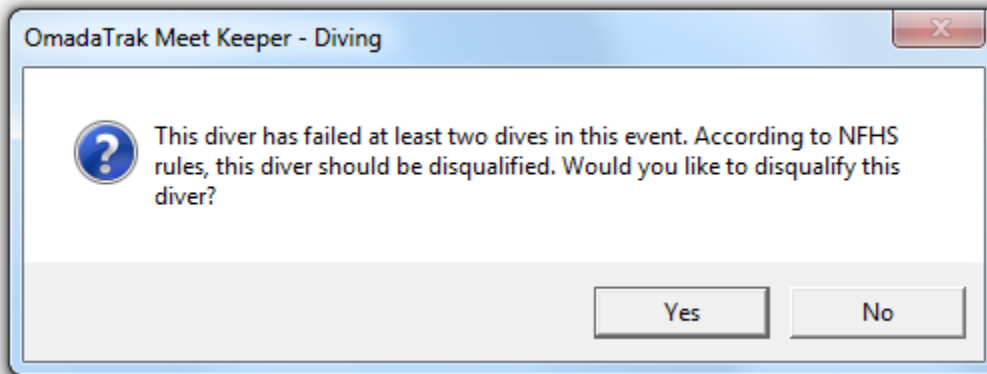 OmadaTrak Meet Keeper - Diving
This diver has failed at least two dives in this event. According to NFHS
rules, this diver should be disqualified. Would you like to disqualify this
diver?
Yes
No